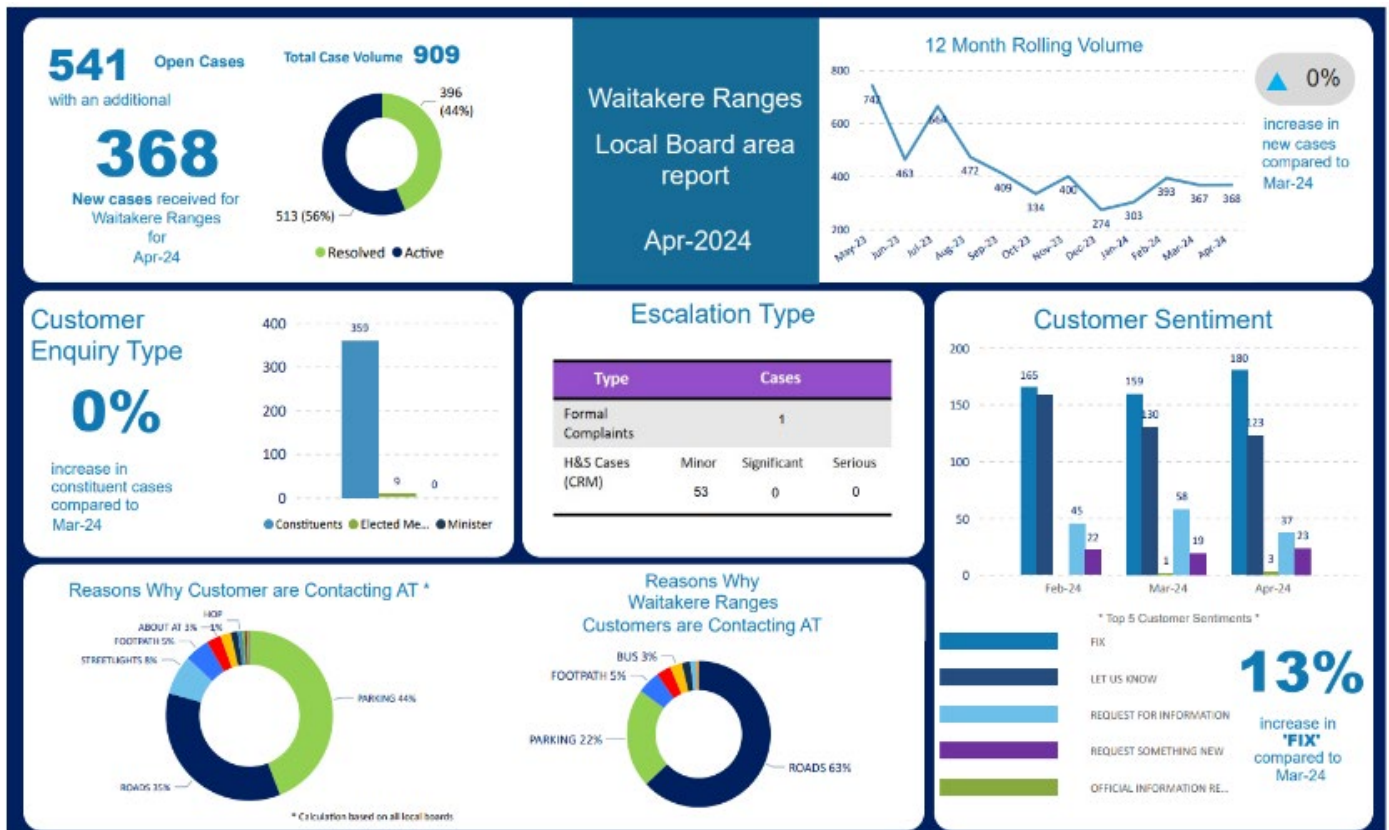 541 Open Cases
with an additional
368
New cases received for
Waitakere Ranges
for
Apr-24
Total Case Volume 909
396
(44%)
513 (56%)
Resolved Active
Waitakere Ranges
Local Board area
report
Apr-2024
12 Month Rolling Volume
800
600
400
200
742
463
664
472
409
334
400
274
303
393
367
368
May-23 Jun-23 Jul-23 Aug-23 Sep-23 Oct-23 Nov-23 Dec-23 Jan-24 Feb-24 Mar-24 Apr-24
0%
increase in
new cases
compared to
Mar-24
Customer
Enquiry Type
0%
increase in
constituent cases
compared to
Mar-24
400
300
200
100
0
359
9
0
Constituents Elected Me... Minister
Escalation Type
Type Cases
Formal
Complaints
1
H&S Cases
(CRM)
Minor Significant Serious
53 0 0
Customer Sentiment
200
150
100
50
0
165
45
22
159
130
1
58
19
180
123
3
37
23
Feb-24 Mar-24 Apr-24
* Top 5 Customer Sentiments *
FIX
LET US KNOW
REQUEST FOR INFORMATION
REQUEST SOMETHING NEW
OFFICIAL INFORMATION RE...
13%
increase in
'FIX'
compared to
Mar-24
Reasons Why Customer are Contacting AT *
HOP
1%
ABOUT AT 3%
FOOTPATH 5%
STREETLIGHTS 8%
PARKING 44%
ROADS 35%
* Calculation based on all local boards
Reasons Why
Waitakere Ranges
Customers are Contacting AT
BUS 3%
FOOTPATH 5%
PARKING 22%
ROADS 63%